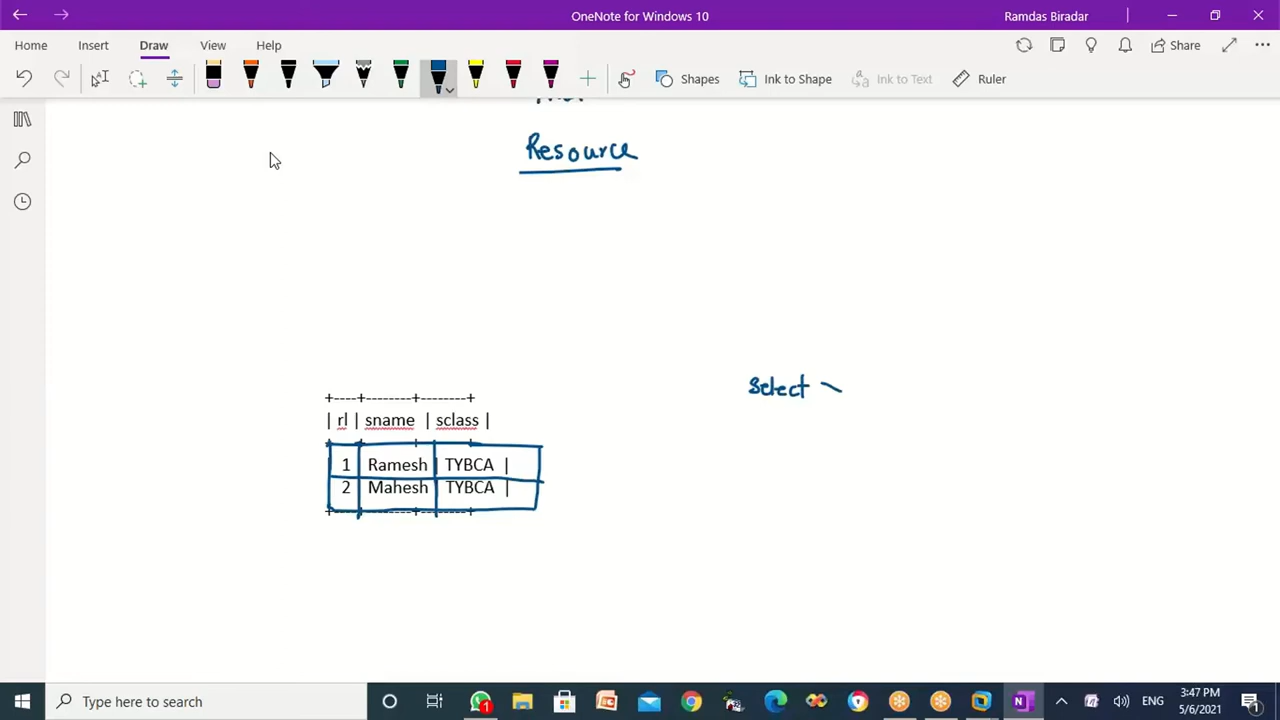 OneNote for Windows 10
Ramdas Biradar
Home Insert Draw View Help
Share
Shapes Ink to Shape Ink to Text Ruler
Resource
Select
+----+--------+--------+
| rl | sname | sclass |
1 Ramesh | TYBCA |
2 Mahesh | TYBCA |
Type here to search
1
ENG
3:47 PM
5/6/2021
1